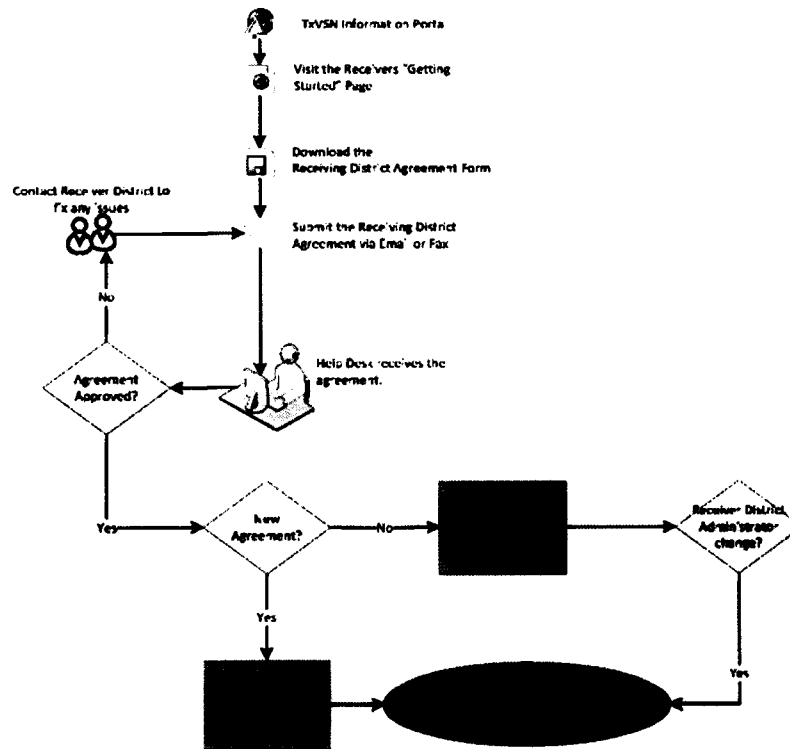 TxVSN Information Porta
Visit the Receivers "Getting
Started" Page
Download the
Receiving District Agreement Form
Contact Receiver District to
fix any issues
Submit the Receiving District
Agreement via Email or Fax
No
Help Desk receives the
agreement.
Agreement
Approved?
Yes
New
Agreement?
No
Receiver District
Administrator
change?
Yes
Yes